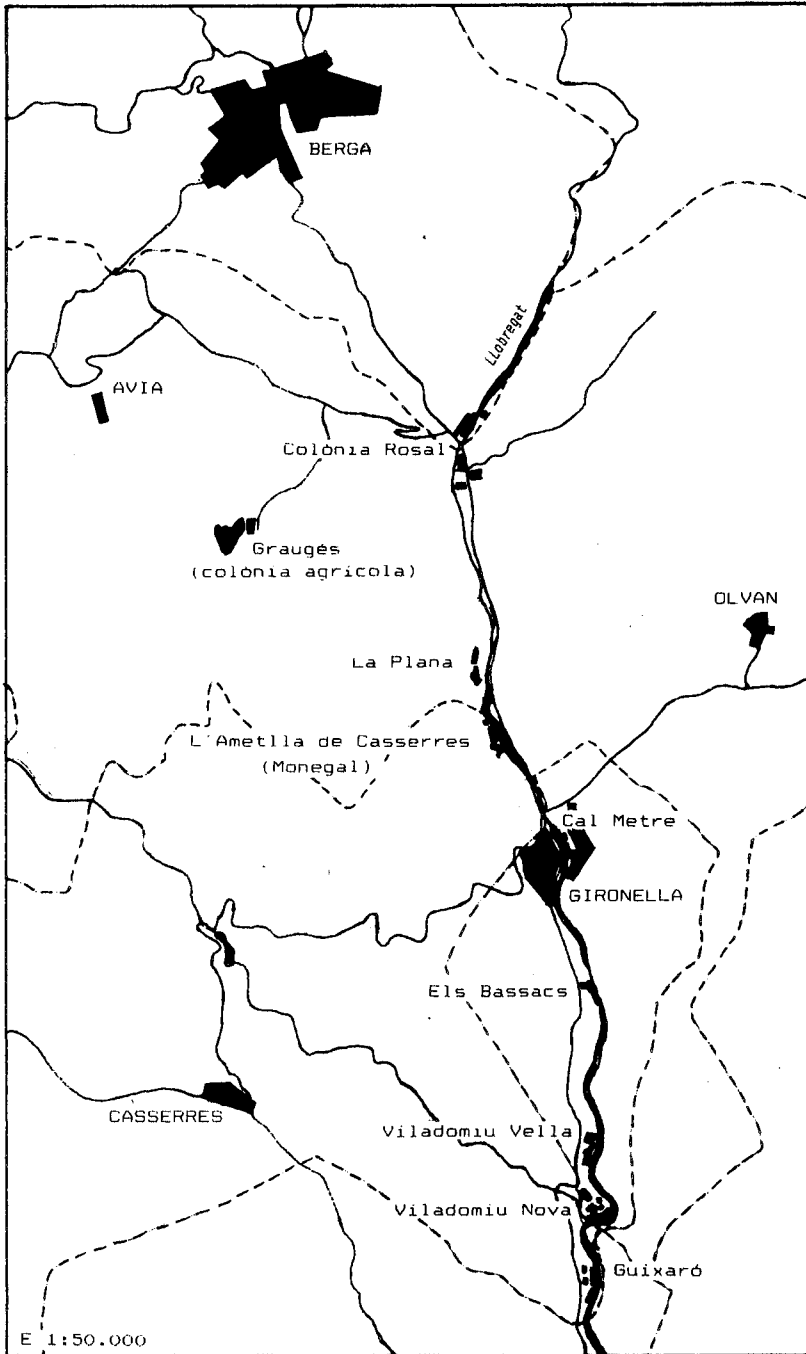 BERGA
LLobregat
AVIA
Colònia Rosal
Graugés
(colònia agrícola)
OLVAN
La Plana
L'Ametlla de Casserres
(Monegal)
Cal Metre
GIRONELLA
Els Bassacs
CASSERRES
Viladomiu Vella
Viladomiu Nova
Guixaró
E 1:50.000